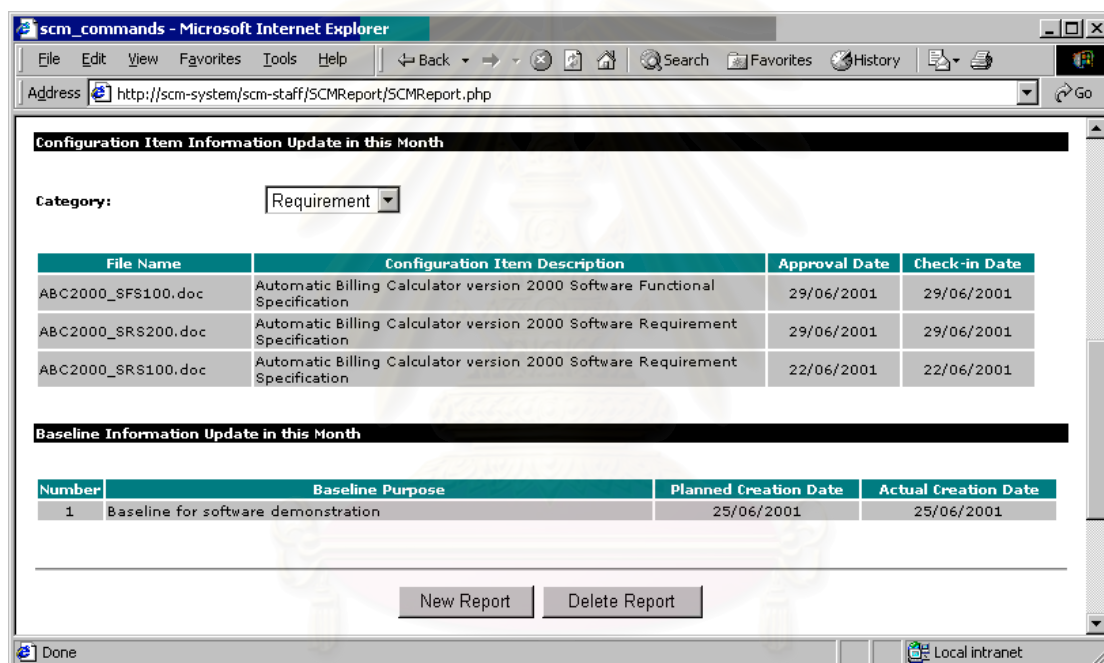 scm_commands - Microsoft Internet Explorer
File Edit View Favorites Tools Help Back Search Favorites History
Address http://scm-system/scm-staff/SCMReport/SCMReport.php Go
Configuration Item Information Update in this Month
Category: Requirement
File Name Configuration Item Description Approval Date Check-in Date
ABC2000_SFS100.doc Automatic Billing Calculator version 2000 Software Functional Specification 29/06/2001 29/06/2001
ABC2000_SRS200.doc Automatic Billing Calculator version 2000 Software Requirement Specification 29/06/2001 29/06/2001
ABC2000_SRS100.doc Automatic Billing Calculator version 2000 Software Requirement Specification 22/06/2001 22/06/2001
Baseline Information Update in this Month
Number Baseline Purpose Planned Creation Date Actual Creation Date
1 Baseline for software demonstration 25/06/2001 25/06/2001
New Report Delete Report
Done Local intranet